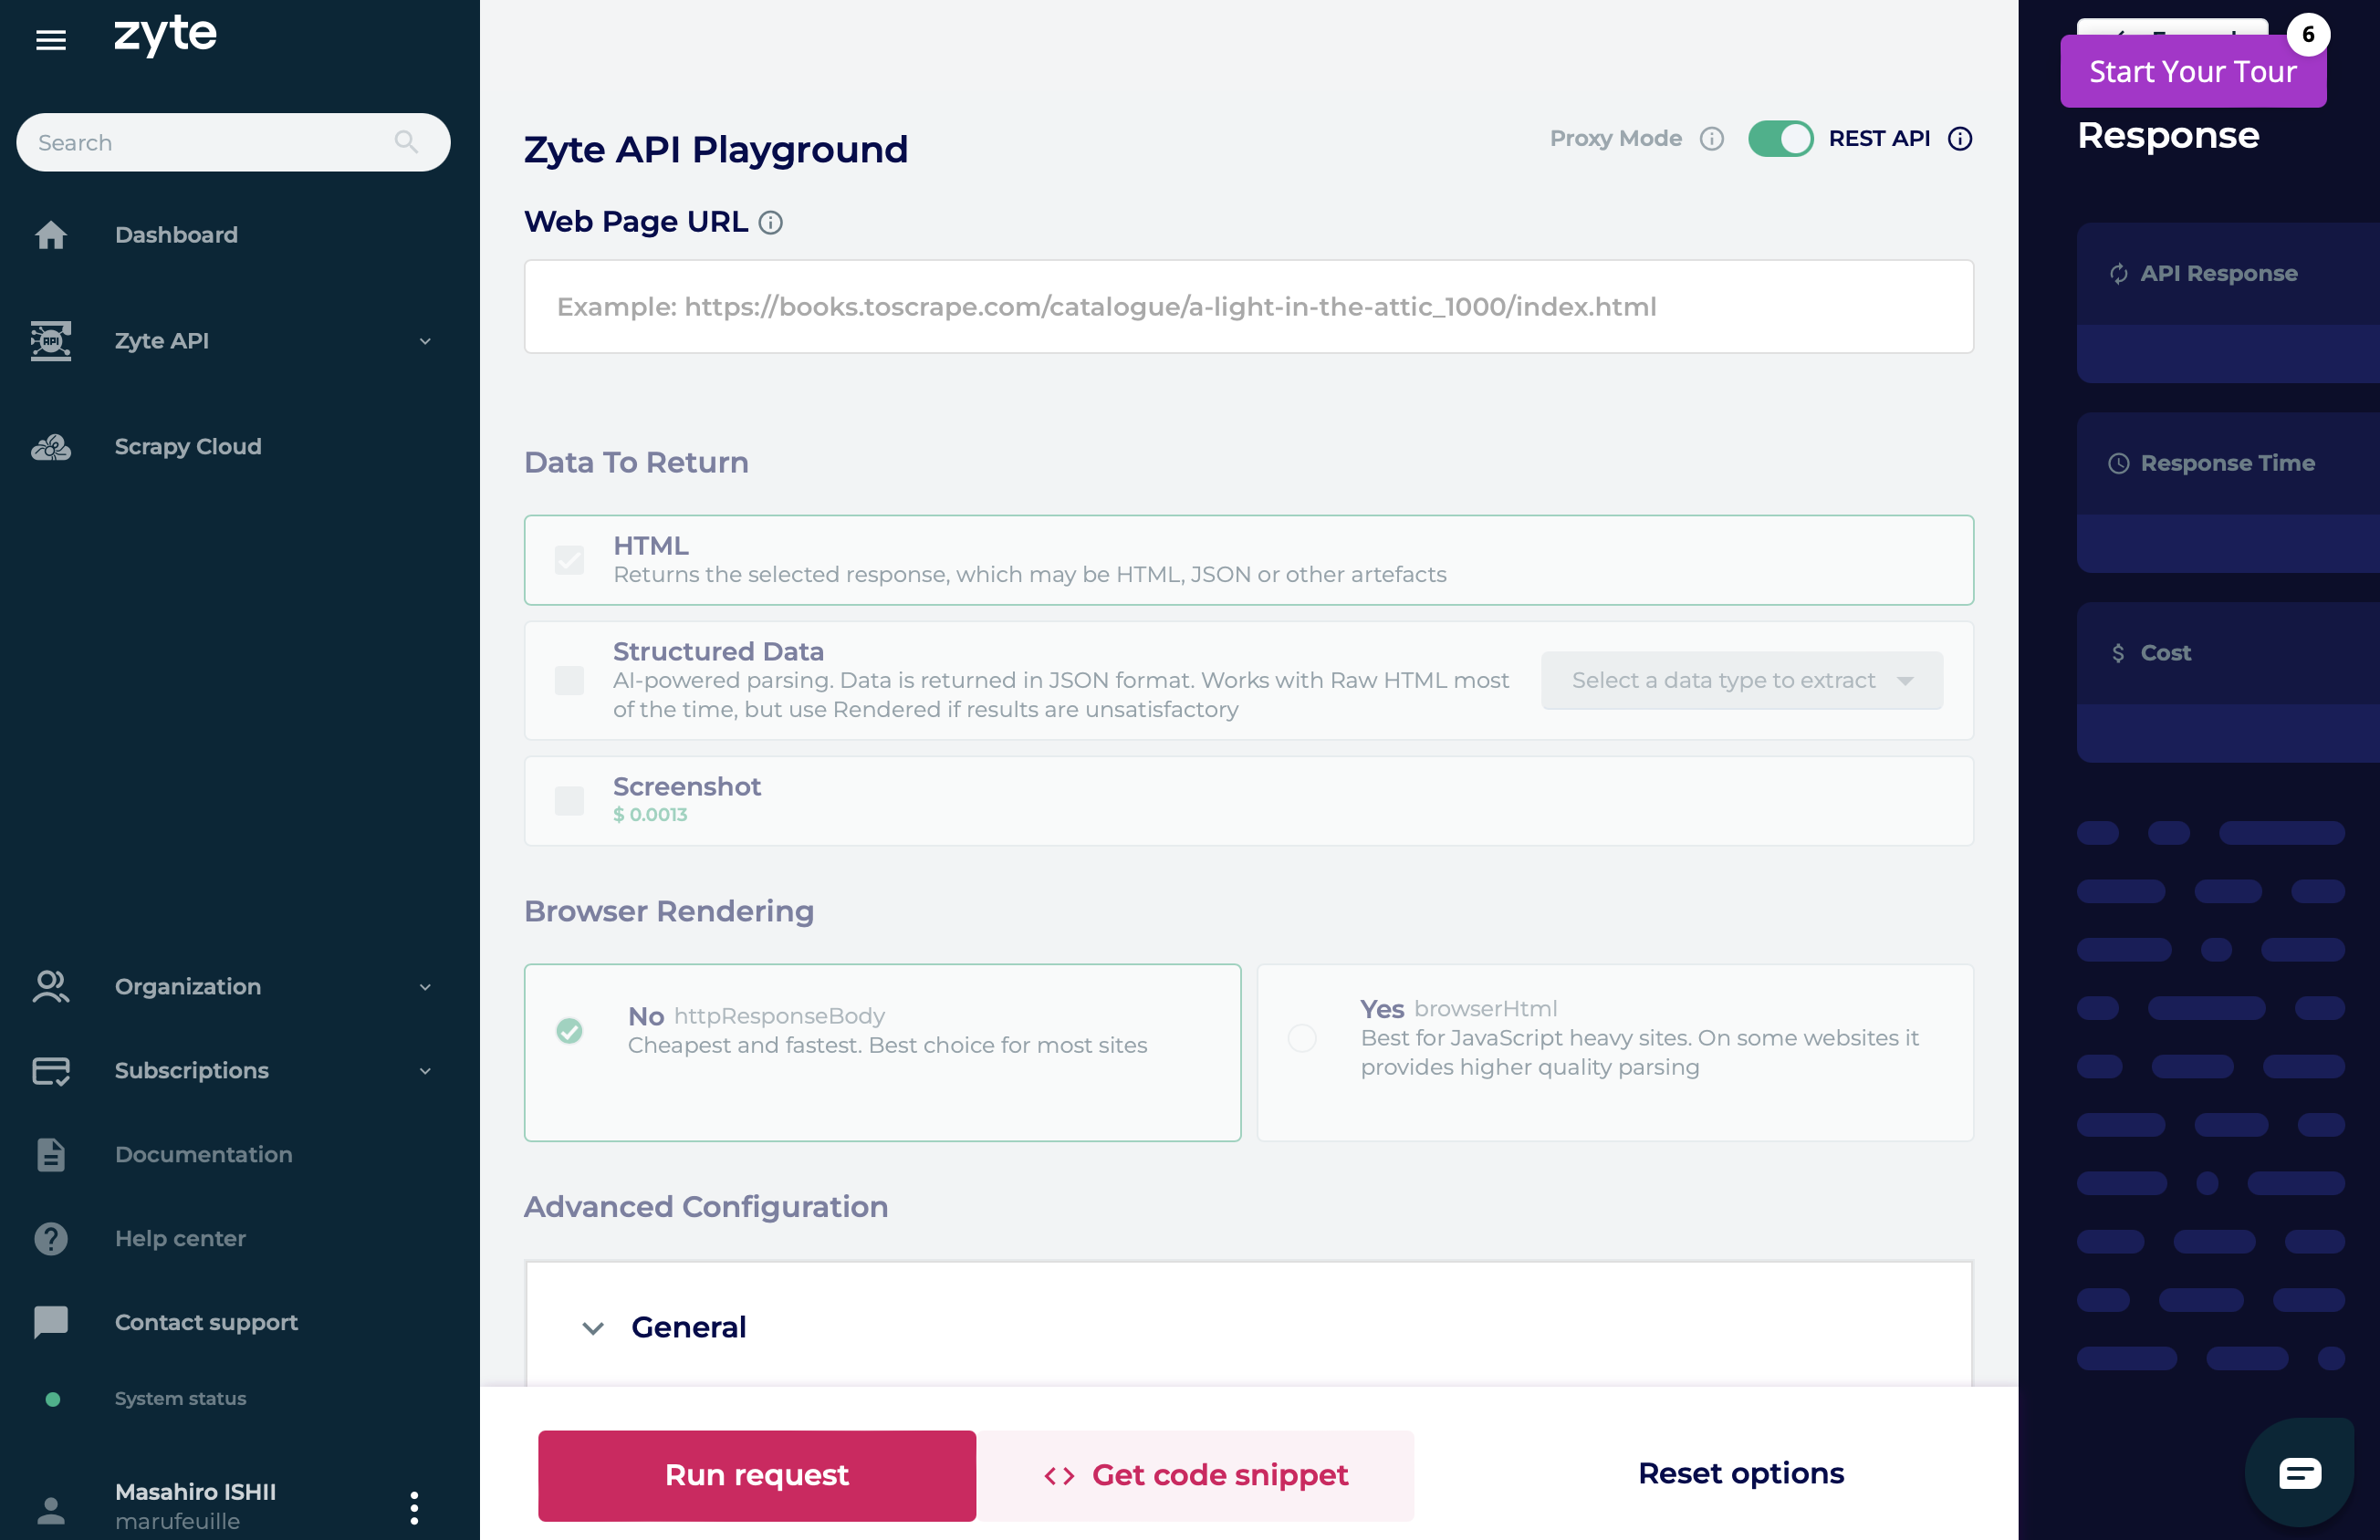 zyte
Search
Dashboard
Zyte API
Scrapy Cloud
Organization
Subscriptions
Documentation
Help center
Contact support
System status
Masahiro ISHII
marufeuille
Zyte API Playground
Proxy Mode
REST API
Web Page URL
Example: https://books.toscrape.com/catalogue/a-light-in-the-attic_1000/index.html
Data To Return
HTML
Returns the selected response, which may be HTML, JSON or other artefacts
Structured Data
AI-powered parsing. Data is returned in JSON format. Works with Raw HTML most
of the time, but use Rendered if results are unsatisfactory
Select a data type to extract
Screenshot
$ 0.0013
Browser Rendering
No httpResponseBody
Cheapest and fastest. Best choice for most sites
Yes browserHtml
Best for JavaScript heavy sites. On some websites it
provides higher quality parsing
Advanced Configuration
General
Run request
<> Get code snippet
Reset options
6
Start Your Tour
Response
API Response
Response Time
$ Cost